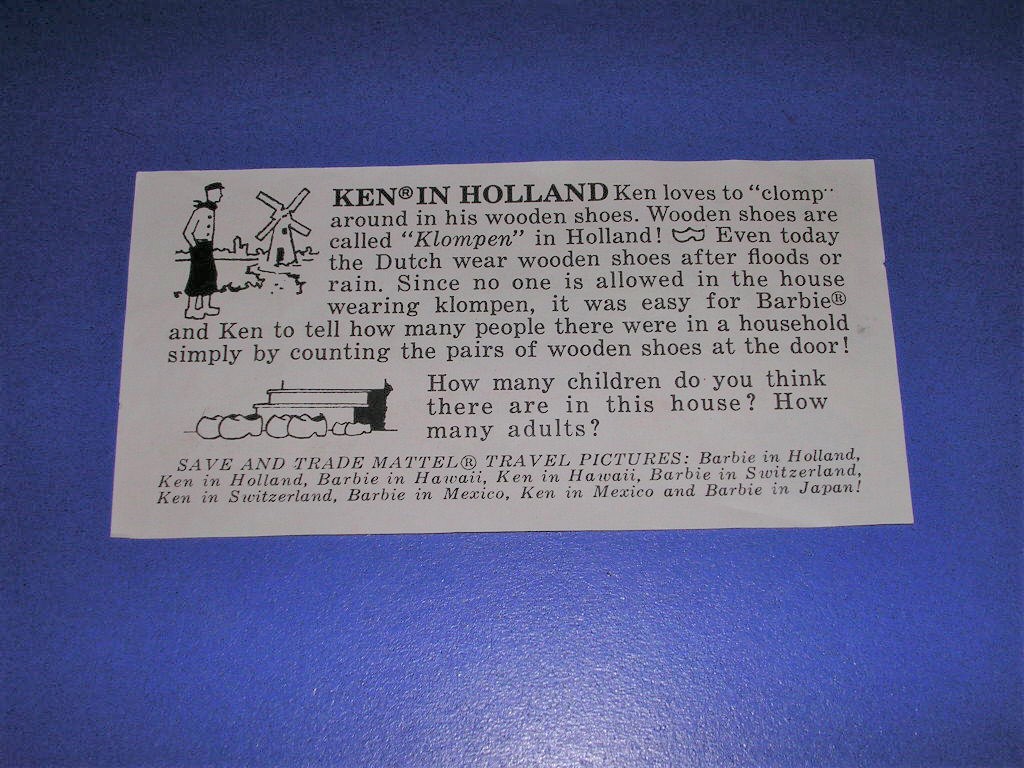 KEN® IN HOLLAND Ken loves to "clomp"
around in his wooden shoes. Wooden shoes are
called "Klompen" in Holland! Even today
the Dutch wear wooden shoes after floods or
rain. Since no one is allowed in the house
wearing klompen, it was easy for Barbie®
and Ken to tell how many people there were in a household
simply by counting the pairs of wooden shoes at the door!
How many children do you think
there are in this house? How
many adults?
SAVE AND TRADE MATTEL® TRAVEL PICTURES: Barbie in Holland,
Ken in Holland, Barbie in Hawaii, Ken in Hawaii, Barbie in Switzerland,
Ken in Switzerland, Barbie in Mexico, Ken in Mexico and Barbie in Japan!